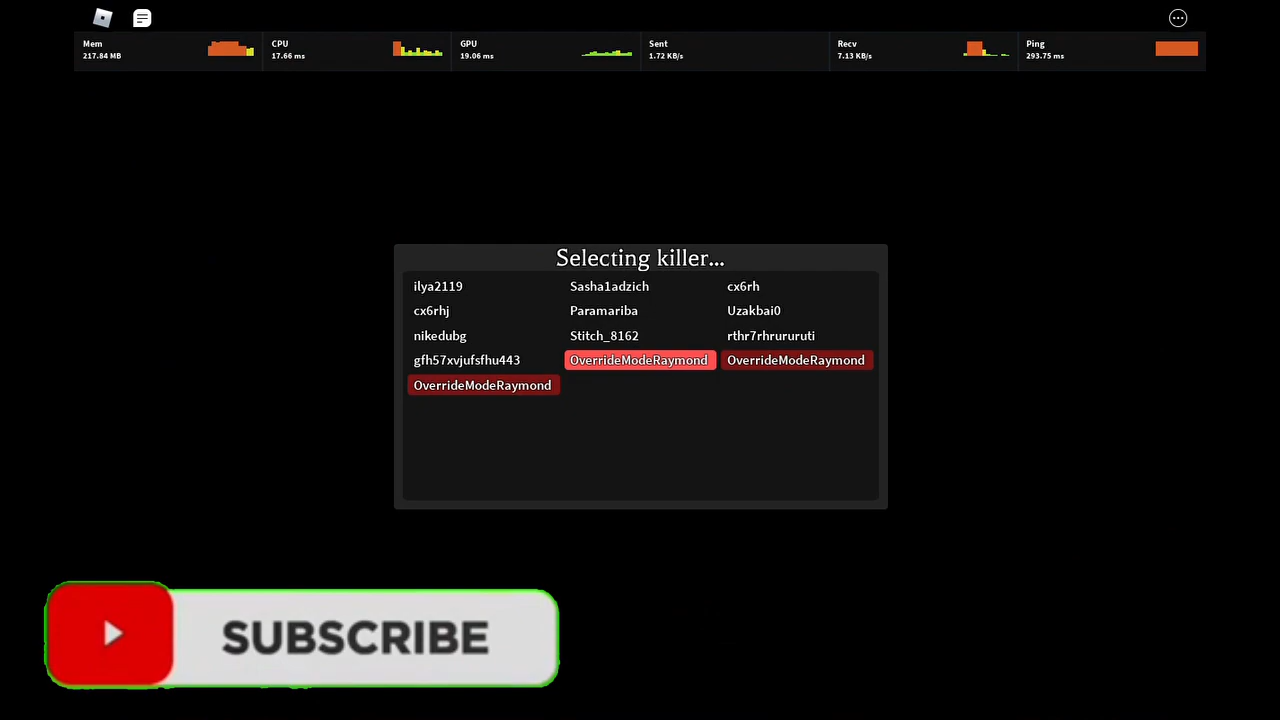 Mem
217.84 MB
CPU
17.66 ms
GPU
19.06 ms
Sent
1.72 KB/s
Recv
7.13 KB/s
Ping
293.75 ms
Selecting killer...
ilya2119 Sasha1adzich cx6rh
cx6rhj Paramariba Uzakbai0
nikedubg Stitch_8162 rthr7rhrururuti
gfh57xvjufsfhu443 OverrideModeRaymond OverrideModeRaymond
OverrideModeRaymond
SUBSCRIBE